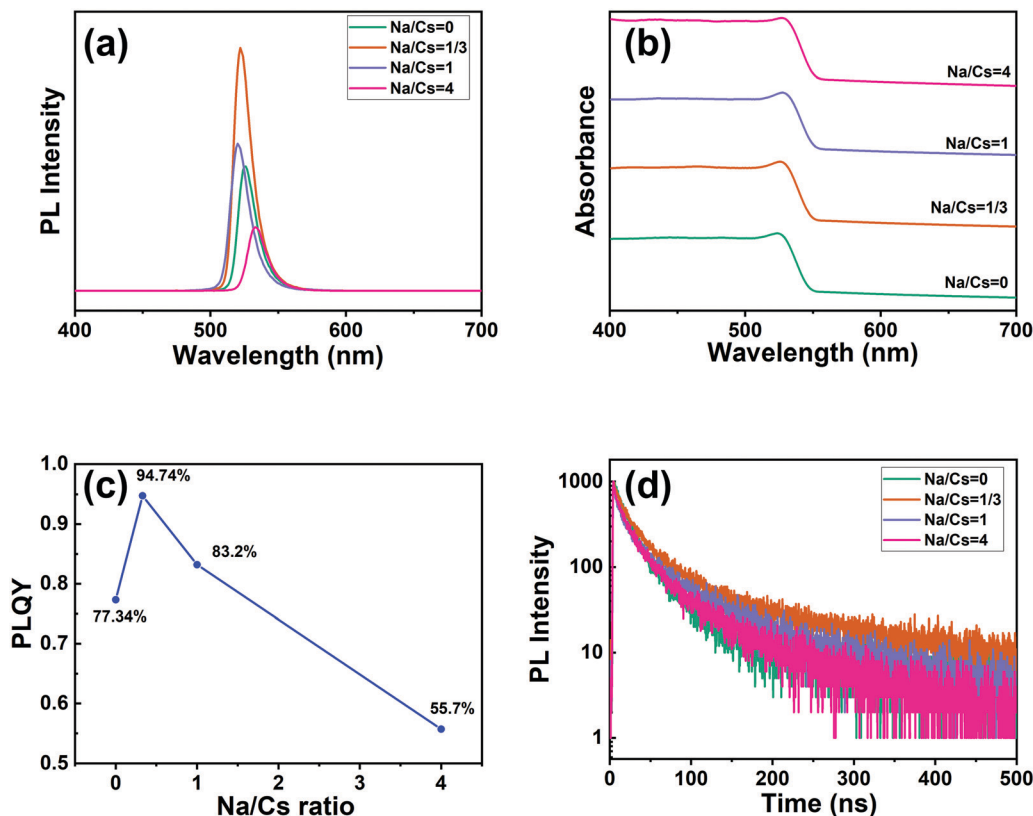 (a)
Na/Cs=0
Na/Cs=1/3
Na/Cs=1
Na/Cs=4
PL Intensity
400 500 600 700
Wavelength (nm)
(b)
Na/Cs=4
Na/Cs=1
Na/Cs=1/3
Na/Cs=0
Absorbance
400 500 600 700
Wavelength (nm)
(c)
94.74%
83.2%
77.34%
55.7%
PLQY
1.0
0.9
0.8
0.7
0.6
0.5
0 1 2 3 4
Na/Cs ratio
(d)
Na/Cs=0
Na/Cs=1/3
Na/Cs=1
Na/Cs=4
PL Intensity
1000
100
10
1
0 100 200 300 400 500
Time (ns)